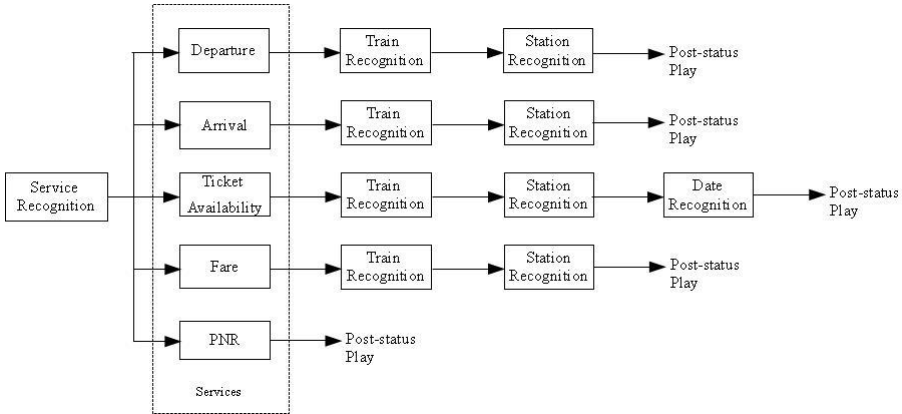 Departure
Train
Recognition
Station
Recognition
Post-status
Play
Arrival
Train
Recognition
Station
Recognition
Post-status
Play
Service
Recognition
Ticket
Availability
Train
Recognition
Station
Recognition
Date
Recognition
Post-status
Play
Fare
Train
Recognition
Station
Recognition
Post-status
Play
PNR
Post-status
Play
Services